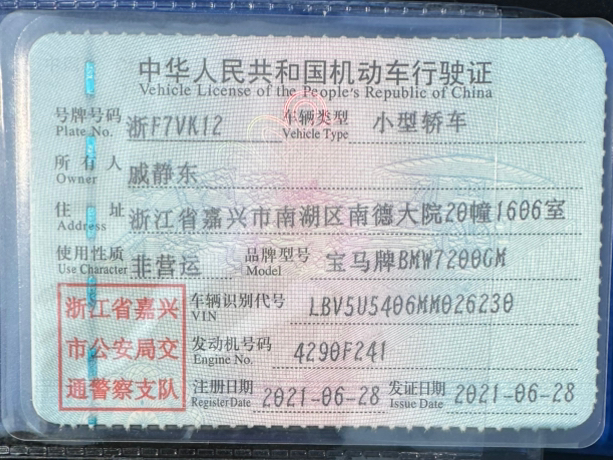 中华人民共和国机动车行驶证
Vehicle License of the People's Republic of China
号牌号码 浙F7VK12 车辆类型 小型轿车
Plate No. Vehicle Type
所有人 戚静东
Owner
住址 浙江省嘉兴市南湖区南德大院20幢1606室
Address
使用性质 非营运 品牌型号 宝马牌BMW7200GM
Use Character Model
浙江省嘉兴
市公安局交
通警察支队
车辆识别代号 LBV5U5406MM026230
VIN
发动机号码 4290F241
Engine No.
注册日期 2021-06-28 发证日期 2021-06-28
Register Date Issue Date